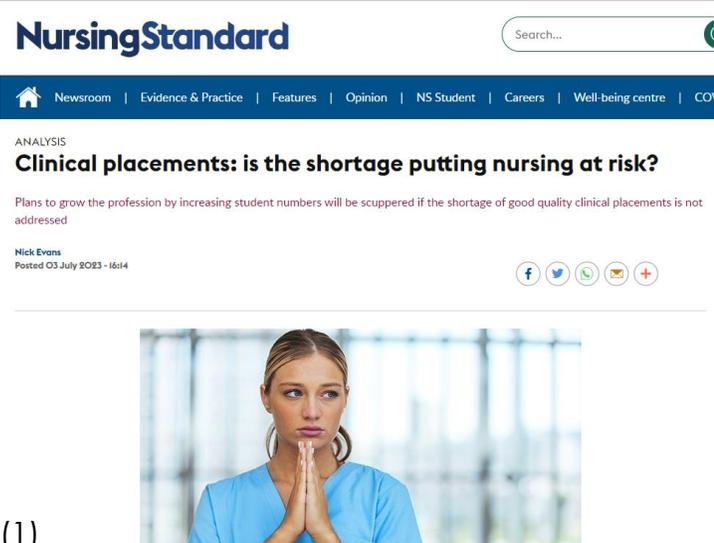 NursingStandard
Search...
Newsroom | Evidence & Practice | Features | Opinion | NS Student | Careers | Well-being centre | COV
ANALYSIS
Clinical placements: is the shortage putting nursing at risk?
Plans to grow the profession by increasing student numbers will be scuppered if the shortage of good quality clinical placements is not
addressed
Nick Evans
Posted 03 July 2023 - 16:14
(1)